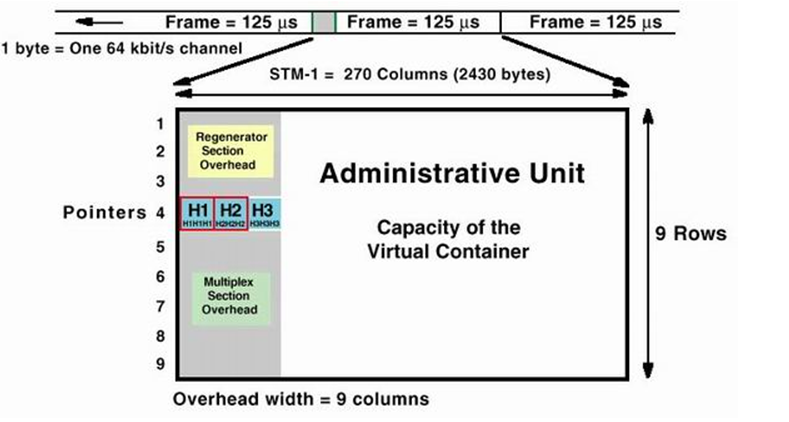 Frame = 125 µs Frame = 125 µs Frame = 125 µs
1 byte = One 64 kbit/s channel
STM-1 = 270 Columns (2430 bytes)
1
Regenerator
2 Section
Overhead
3
Administrative Unit
Pointers 4 H1 H2 H3
H1H1H1 H2H2H2 H3H3H3
Capacity of the
Virtual Container
9 Rows
5
6
Multiplex
Section
7 Overhead
8
9
Overhead width = 9 columns